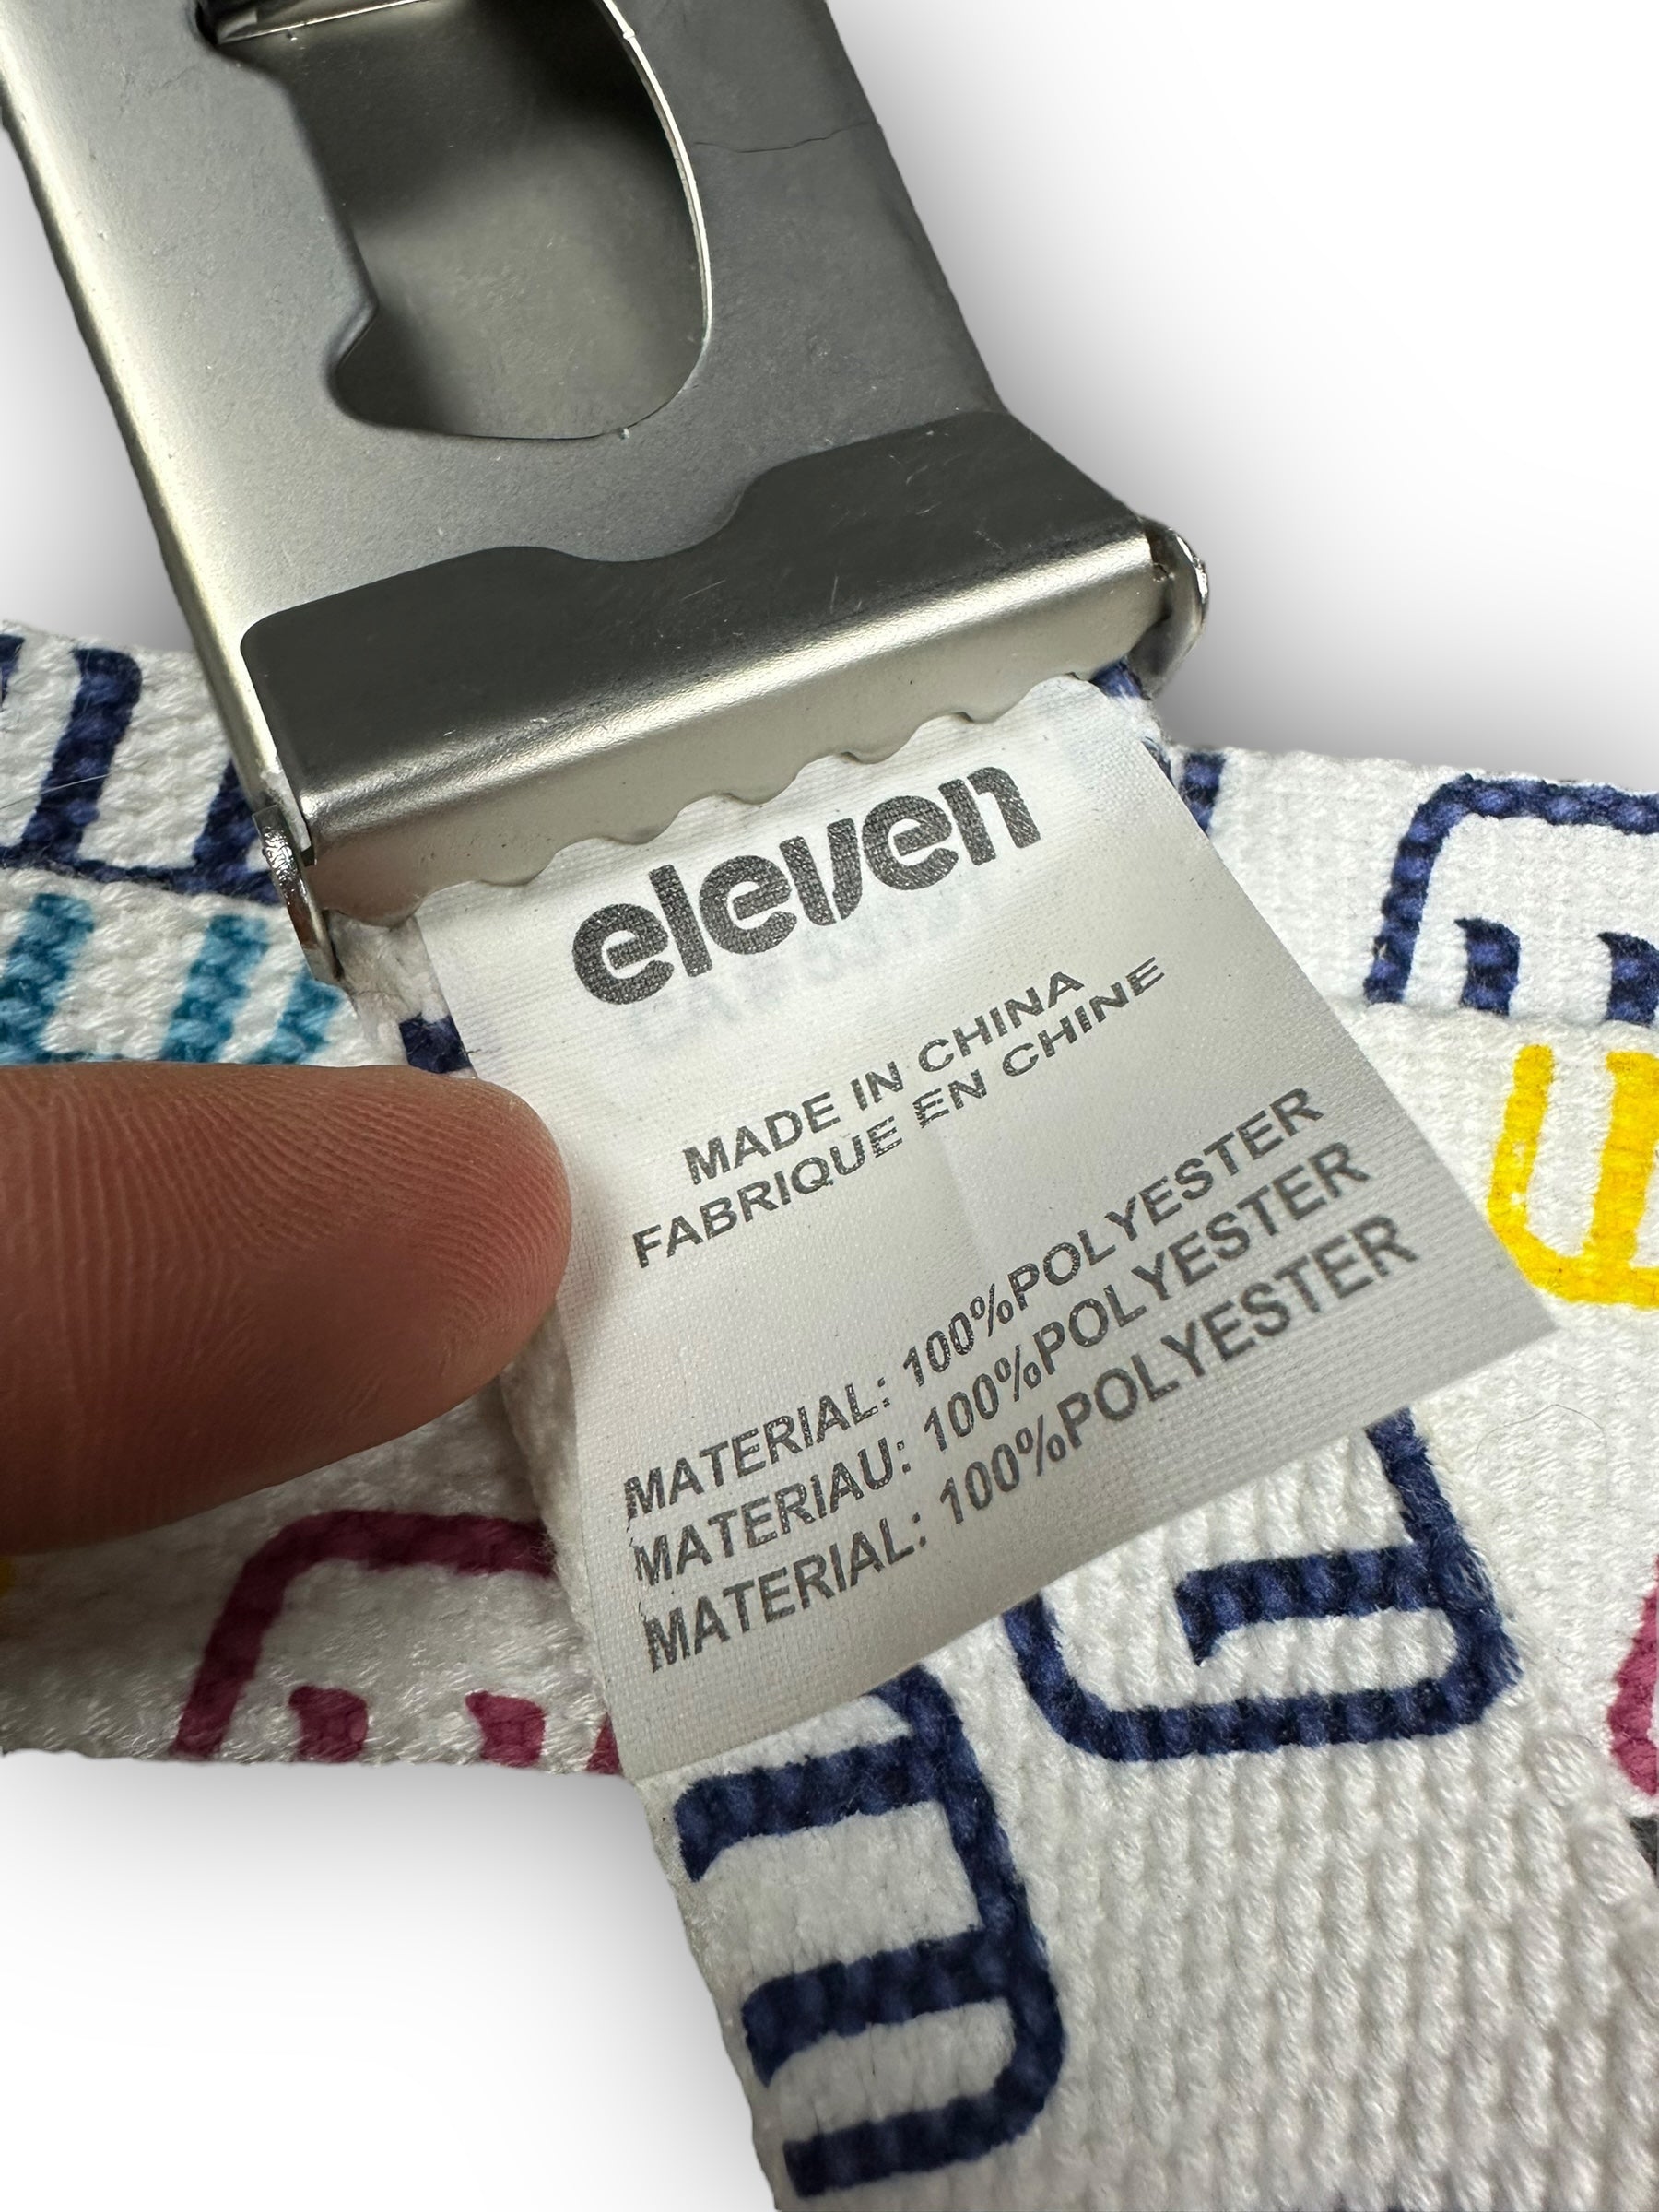 eleven
MADE IN CHINA
FABRIQUE EN CHINE
MATERIAL: 100%POLYESTER
MATERIAU: 100%POLYESTER
MATERIAL: 100%POLYESTER